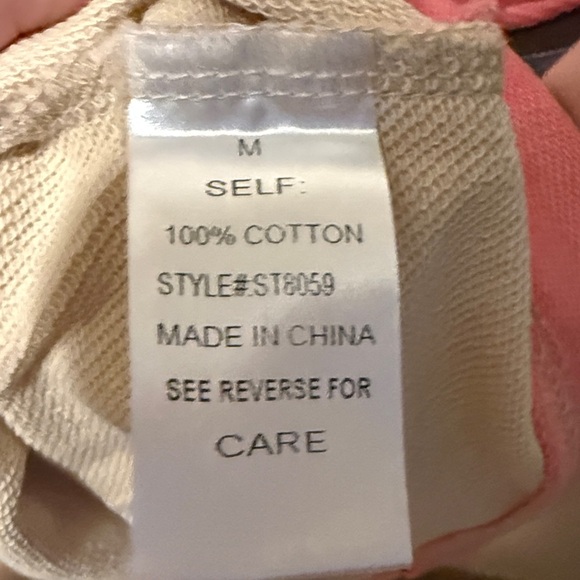 M
SELF:
100% COTTON
STYLE#:ST8059
MADE IN CHINA
SEE REVERSE FOR
CARE